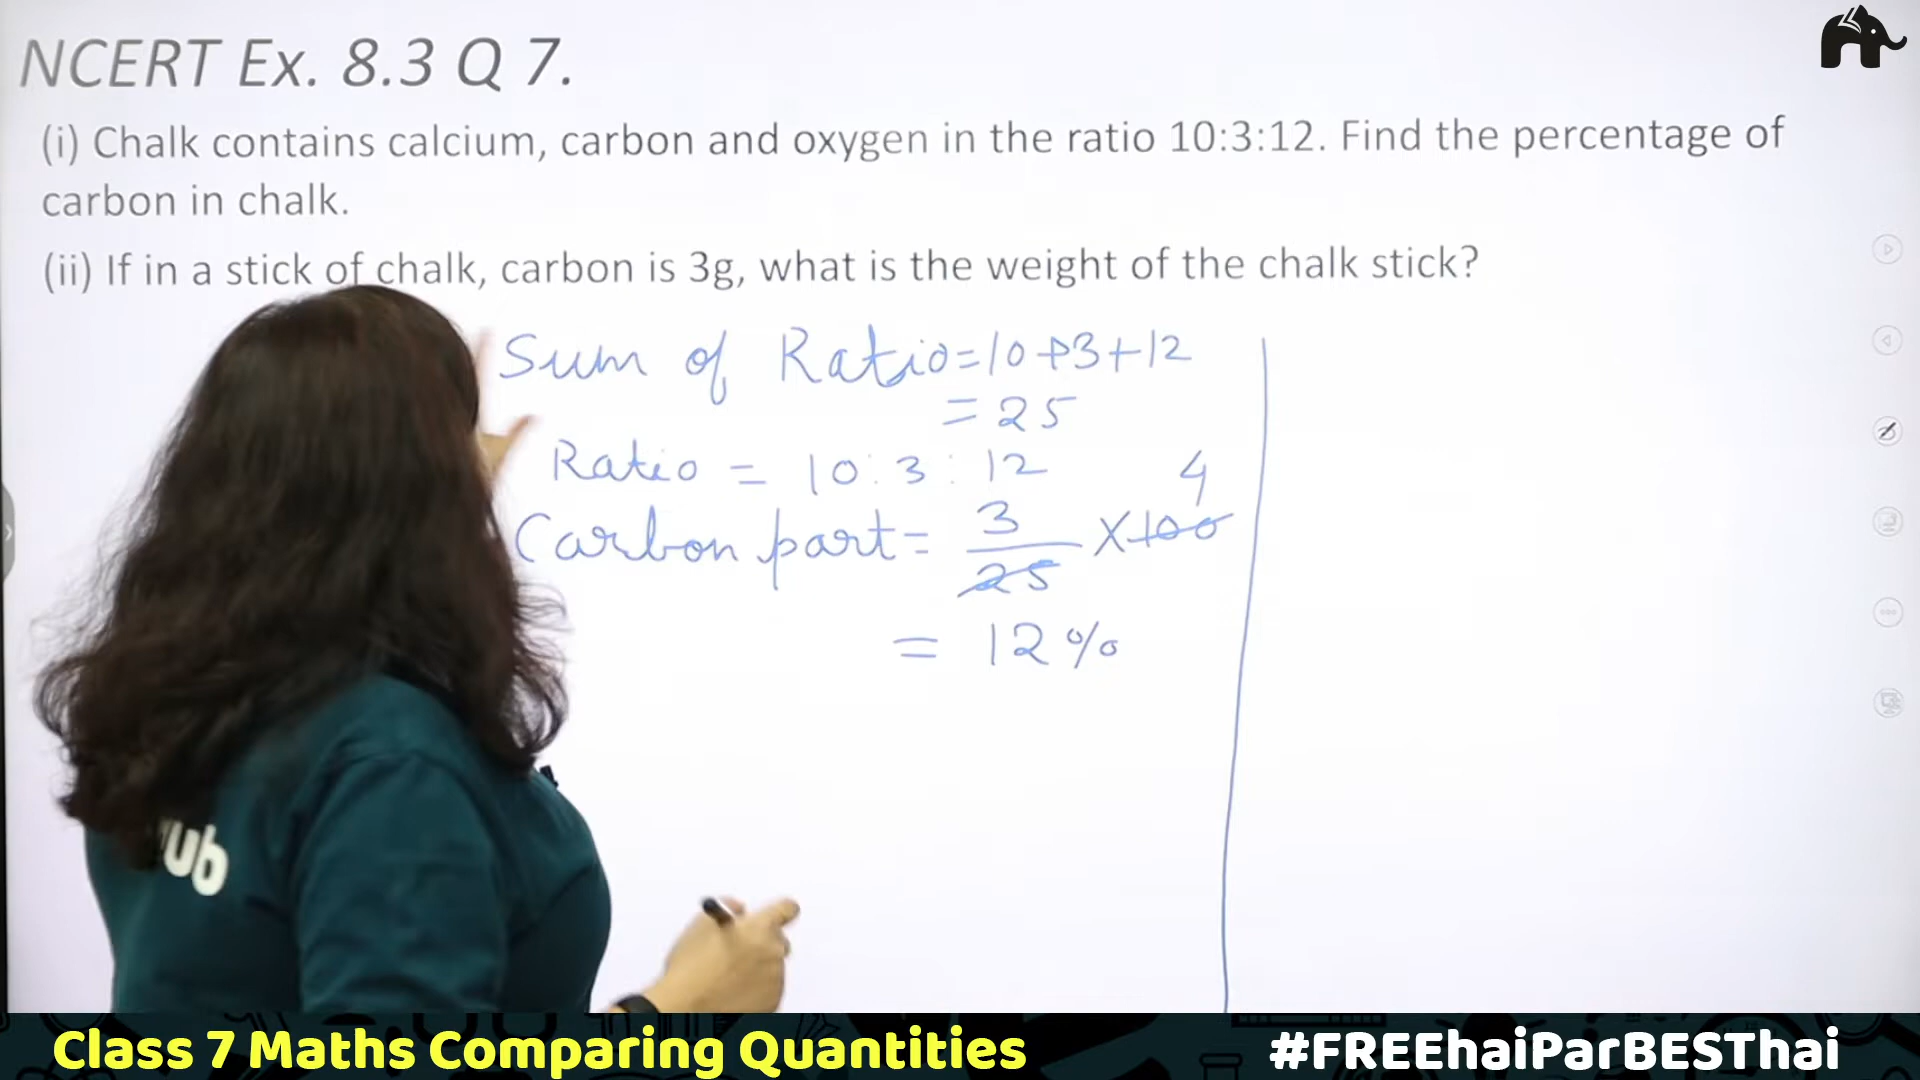 NCERT Ex. 8.3 Q 7.
(i) Chalk contains calcium, carbon and oxygen in the ratio 10:3:12. Find the percentage of
carbon in chalk.
(ii) If in a stick of chalk, carbon is 3g, what is the weight of the chalk stick?
Sum of Ratio=10+3+12
=25
Ratio = 10:3:12
4
Carbon part= 3/25 ×100
= 12%
ub
Class 7 Maths Comparing Quantities
#FREEhaiParBESThai